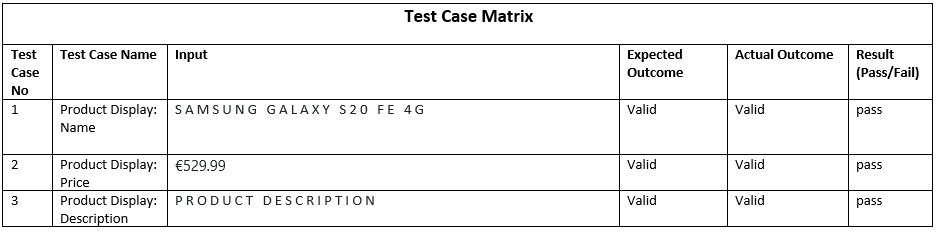 Test Case Matrix
Test Case No | Test Case Name | Input | Expected Outcome | Actual Outcome | Result (Pass/Fail)
1 | Product Display: Name | SAMSUNG GALAXY S20 FE 4G | Valid | Valid | pass
2 | Product Display: Price | €529.99 | Valid | Valid | pass
3 | Product Display: Description | PRODUCT DESCRIPTION | Valid | Valid | pass